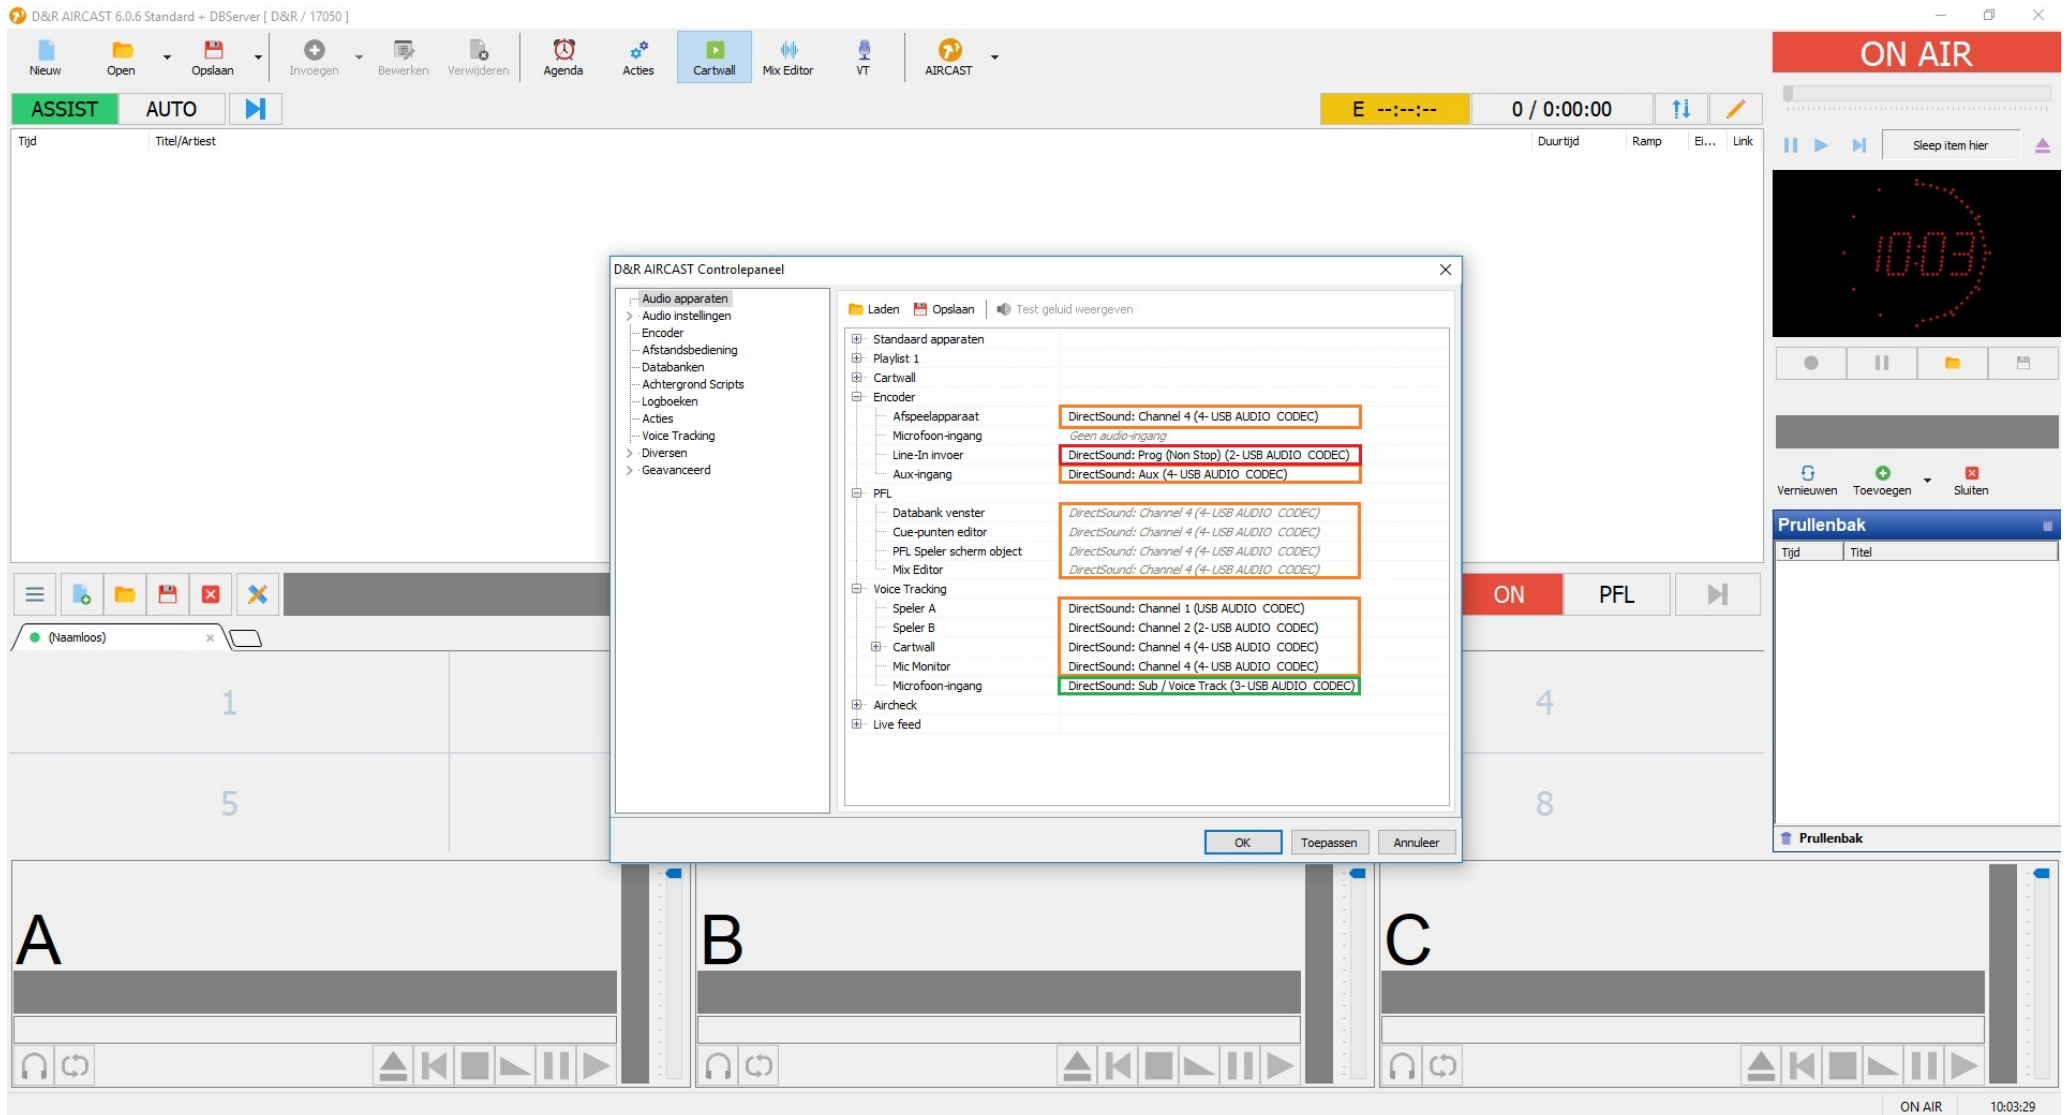 D&R AIRCAST 6.0.6 Standard + DBServer [ D&R / 17050 ]
Nieuw Open Opslaan Invoegen Bewerken Verwijderen Agenda Acties Cartwall Mix Editor VT AIRCAST
ON AIR
ASSIST AUTO E --:--:-- 0 / 0:00:00
Tijd Titel/Artiest Duurtijd Ramp Ei... Link
Sleep item hier
10:03
D&R AIRCAST Controlepaneel
Audio apparaten
Audio instellingen
Encoder
Afstandsbediening
Databanken
Achtergrond Scripts
Logboeken
Acties
Voice Tracking
Diversen
Geavanceerd
Laden Opslaan Test geluid weergeven
Standaard apparaten
Playlist 1
Cartwall
Encoder
Afspeelapparaat DirectSound: Channel 4 (4- USB AUDIO CODEC)
Microfoon-ingang Geen audio-ingang
Line-In invoer DirectSound: Prog (Non Stop) (2- USB AUDIO CODEC)
Aux-ingang DirectSound: Aux (4- USB AUDIO CODEC)
PFL
Databank venster DirectSound: Channel 4 (4- USB AUDIO CODEC)
Cue-punten editor DirectSound: Channel 4 (4- USB AUDIO CODEC)
PFL Speler scherm object DirectSound: Channel 4 (4- USB AUDIO CODEC)
Mix Editor DirectSound: Channel 4 (4- USB AUDIO CODEC)
Voice Tracking
Speler A DirectSound: Channel 1 (USB AUDIO CODEC)
Speler B DirectSound: Channel 2 (2- USB AUDIO CODEC)
Cartwall DirectSound: Channel 4 (4- USB AUDIO CODEC)
Mic Monitor DirectSound: Channel 4 (4- USB AUDIO CODEC)
Microfoon-ingang DirectSound: Sub / Voice Track (3- USB AUDIO CODEC)
Aircheck
Live feed
OK Toepassen Annuleer
Vernieuwen Toevoegen Sluiten
Prullenbak
Tijd Titel
Prullenbak
ON PFL
(Naamloos)
1 4
5 8
A B C
ON AIR 10:03:29